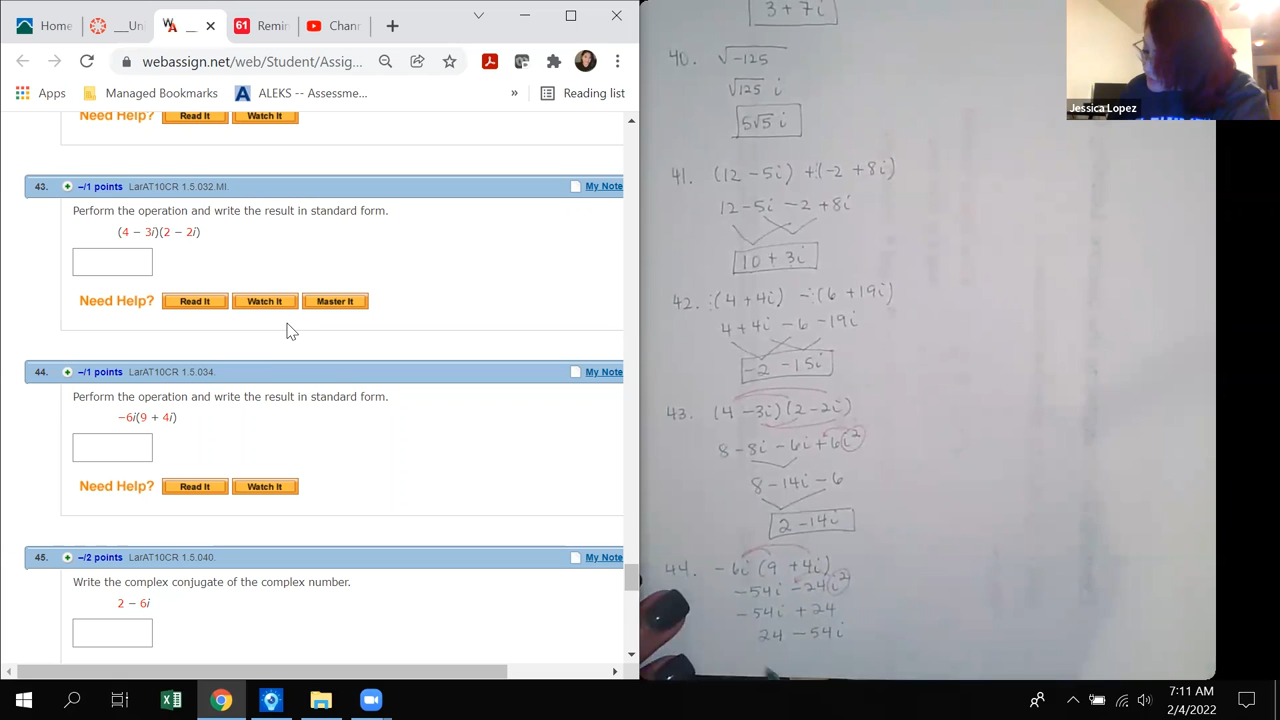 Home
__Un
WA __
61 Remin
Chann
webassign.net/web/Student/Assig...
Apps
Managed Bookmarks
ALEKS -- Assessme...
»
Reading list
Need Help? Read It Watch It
43. –/1 points LarAT10CR 1.5.032.MI. My Note
Perform the operation and write the result in standard form.
(4 − 3i)(2 − 2i)
Need Help? Read It Watch It Master It
44. –/1 points LarAT10CR 1.5.034. My Note
Perform the operation and write the result in standard form.
−6i(9 + 4i)
Need Help? Read It Watch It
45. –/2 points LarAT10CR 1.5.040. My Note
Write the complex conjugate of the complex number.
2 − 6i
3 + 7i
40. √-125
√125 i
5√5 i
41. (12 - 5i) + (-2 + 8i)
12 - 5i - 2 + 8i
10 + 3i
42. (4 + 4i) - (6 + 19i)
4 + 4i - 6 - 19i
-2 - 15i
43. (4 - 3i)(2 - 2i)
8 - 8i - 6i + 6i²
8 - 14i - 6
2 - 14i
44. - 6i (9 + 4i)
- 54i - 24i²
- 54i + 24
24 - 54i
Jessica Lopez
7:11 AM
2/4/2022